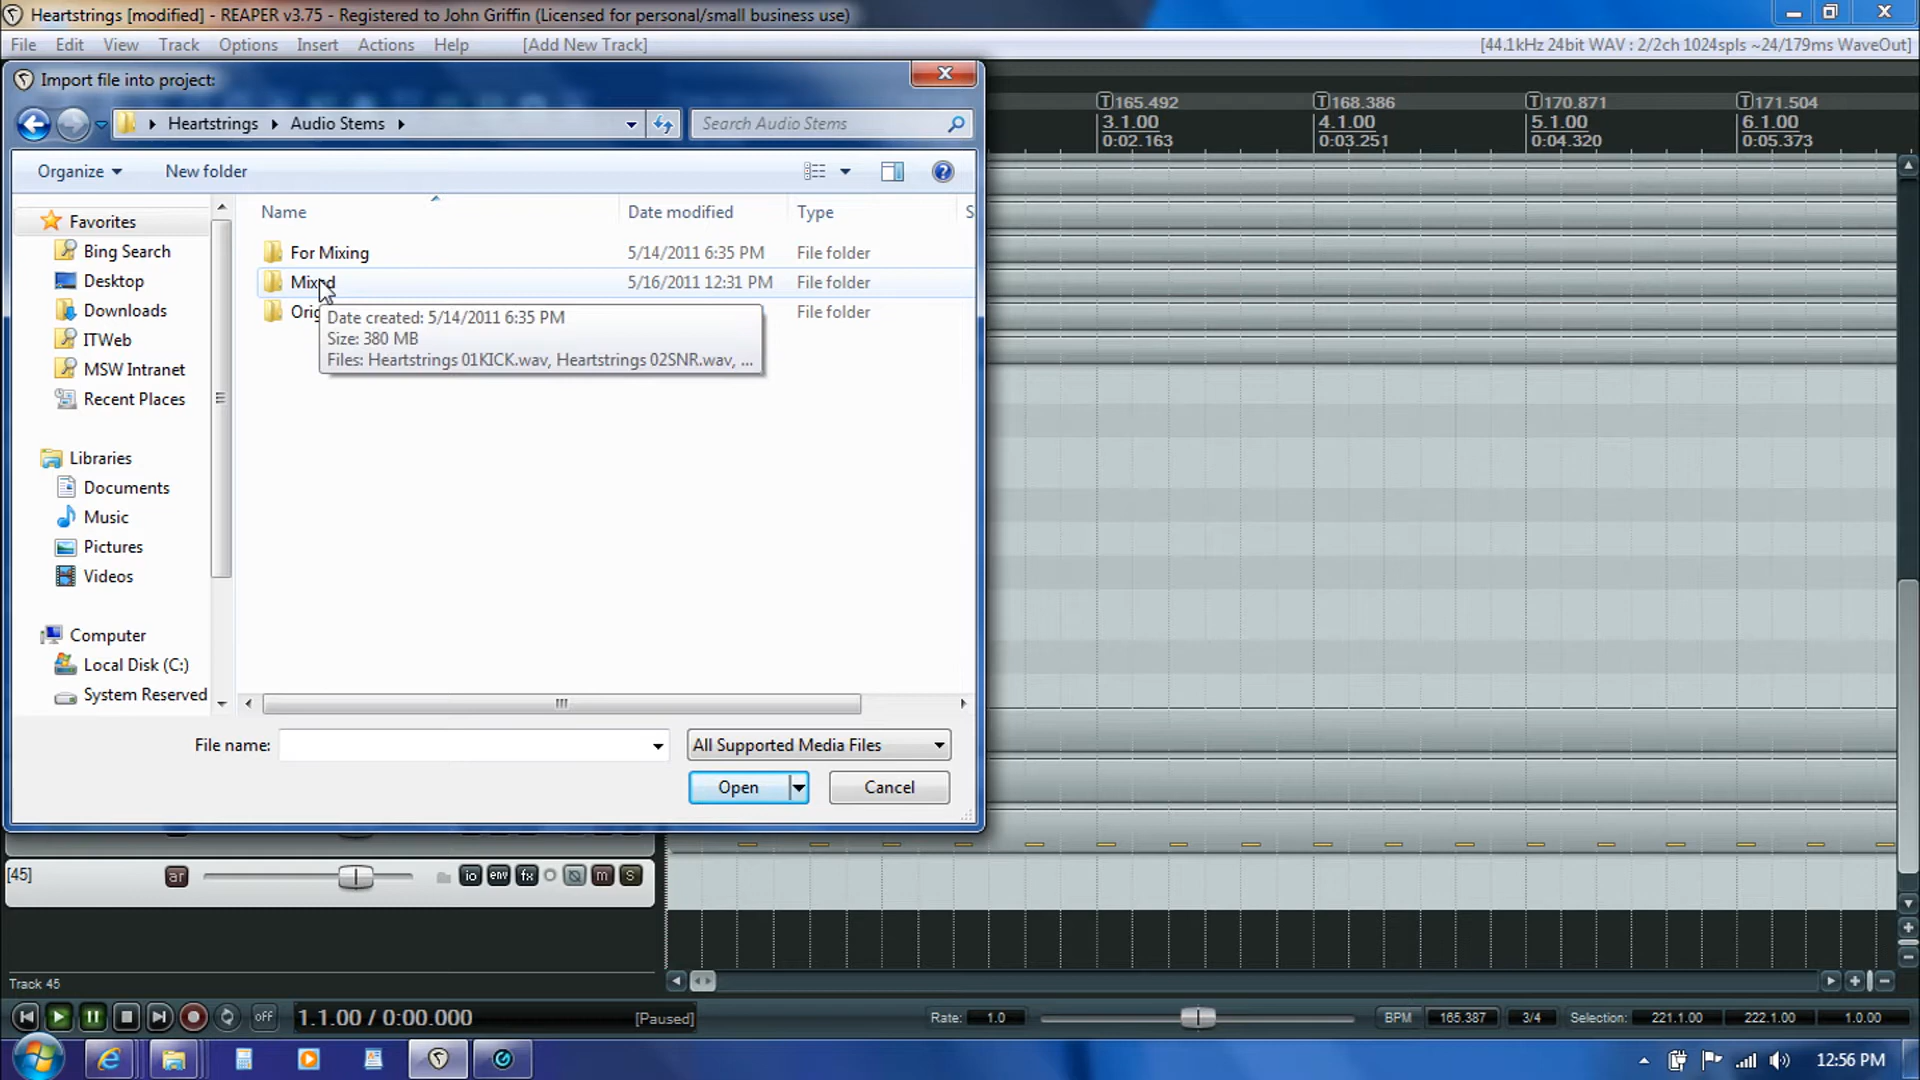 Heartstrings [modified] - REAPER v3.75 - Registered to John Griffin (Licensed for personal/small business use)
File Edit View Track Options Insert Actions Help [Add New Track] [44.1kHz 24bit WAV : 2/2ch 1024spls ~24/179ms WaveOut]
Import file into project:
Heartstrings Audio Stems Search Audio Stems
Organize New folder
Name Date modified Type S
Favorites
Bing Search
Desktop
Downloads
ITWeb
MSW Intranet
Recent Places
Libraries
Documents
Music
Pictures
Videos
Computer
Local Disk (C:)
System Reserved
For Mixing 5/14/2011 6:35 PM File folder
Mixed 5/16/2011 12:31 PM File folder
Orig File folder
Date created: 5/14/2011 6:35 PM
Size: 380 MB
Files: Heartstrings 01KICK.wav, Heartstrings 02SNR.wav, ...
File name: All Supported Media Files
Open Cancel
T 165.492 T 168.386 T 170.871 T 171.504
3.1.00 4.1.00 5.1.00 6.1.00
0:02.163 0:03.251 0:04.320 0:05.373
[45] ar io env fx m S
Track 45
off 1.1.00 / 0:00.000 [Paused] Rate: 1.0 BPM 165.387 3/4 Selection: 221.1.00 222.1.00 1.0.00
12:56 PM